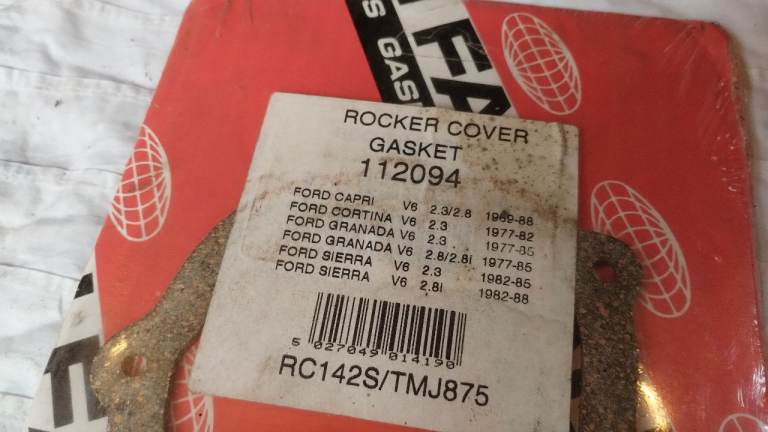 FA
S GASK
ROCKER COVER
GASKET
112094
FORD CAPRI V6 2.3/2.8 1969-88
FORD CORTINA V6 2.3 1977-82
FORD GRANADA V6 2.3 1977-85
FORD GRANADA V6 2.8/2.8I 1977-85
FORD SIERRA V6 2.3 1982-85
FORD SIERRA V6 2.8I 1982-88
5 027049 014190
RC142S/TMJ875